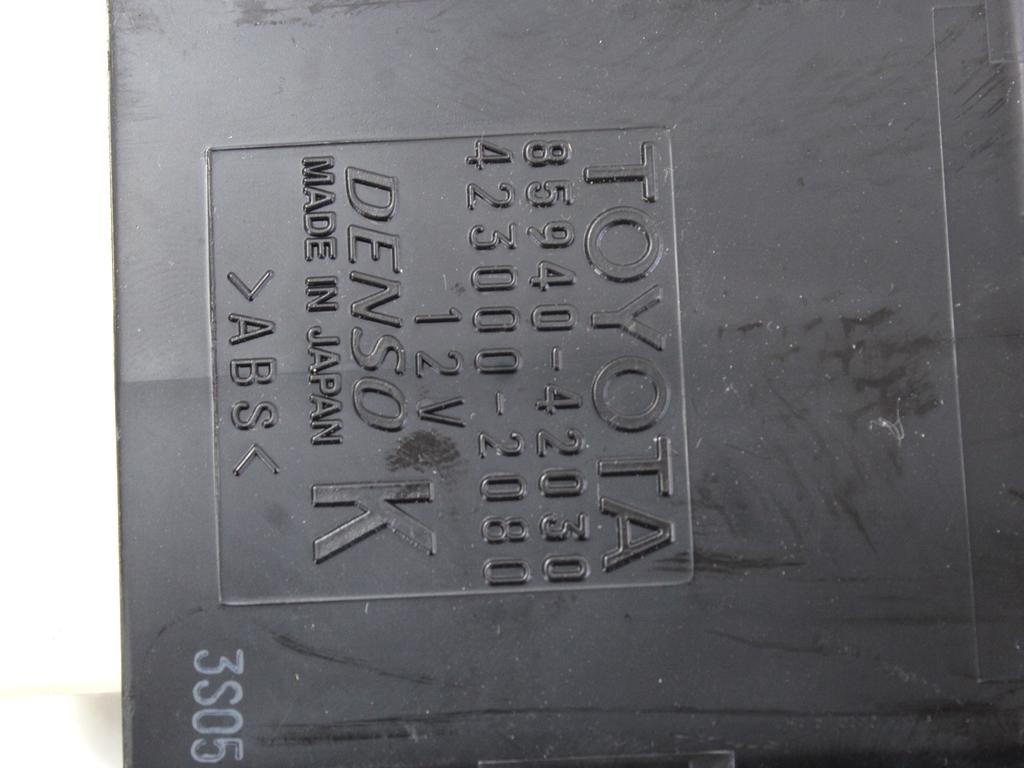 TOYOTA
85940-42030
423000-2080
12V
DENSO K
MADE IN JAPAN
>ABS<
3S05